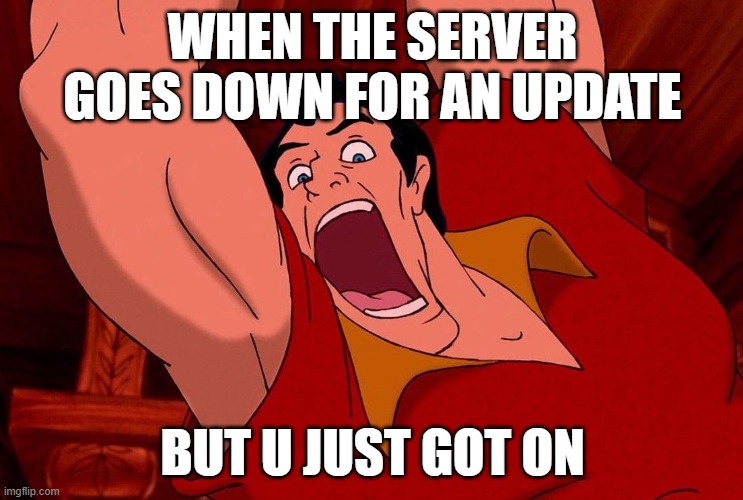 WHEN THE SERVER
GOES DOWN FOR AN UPDATE
BUT U JUST GOT ON
imgflip.com